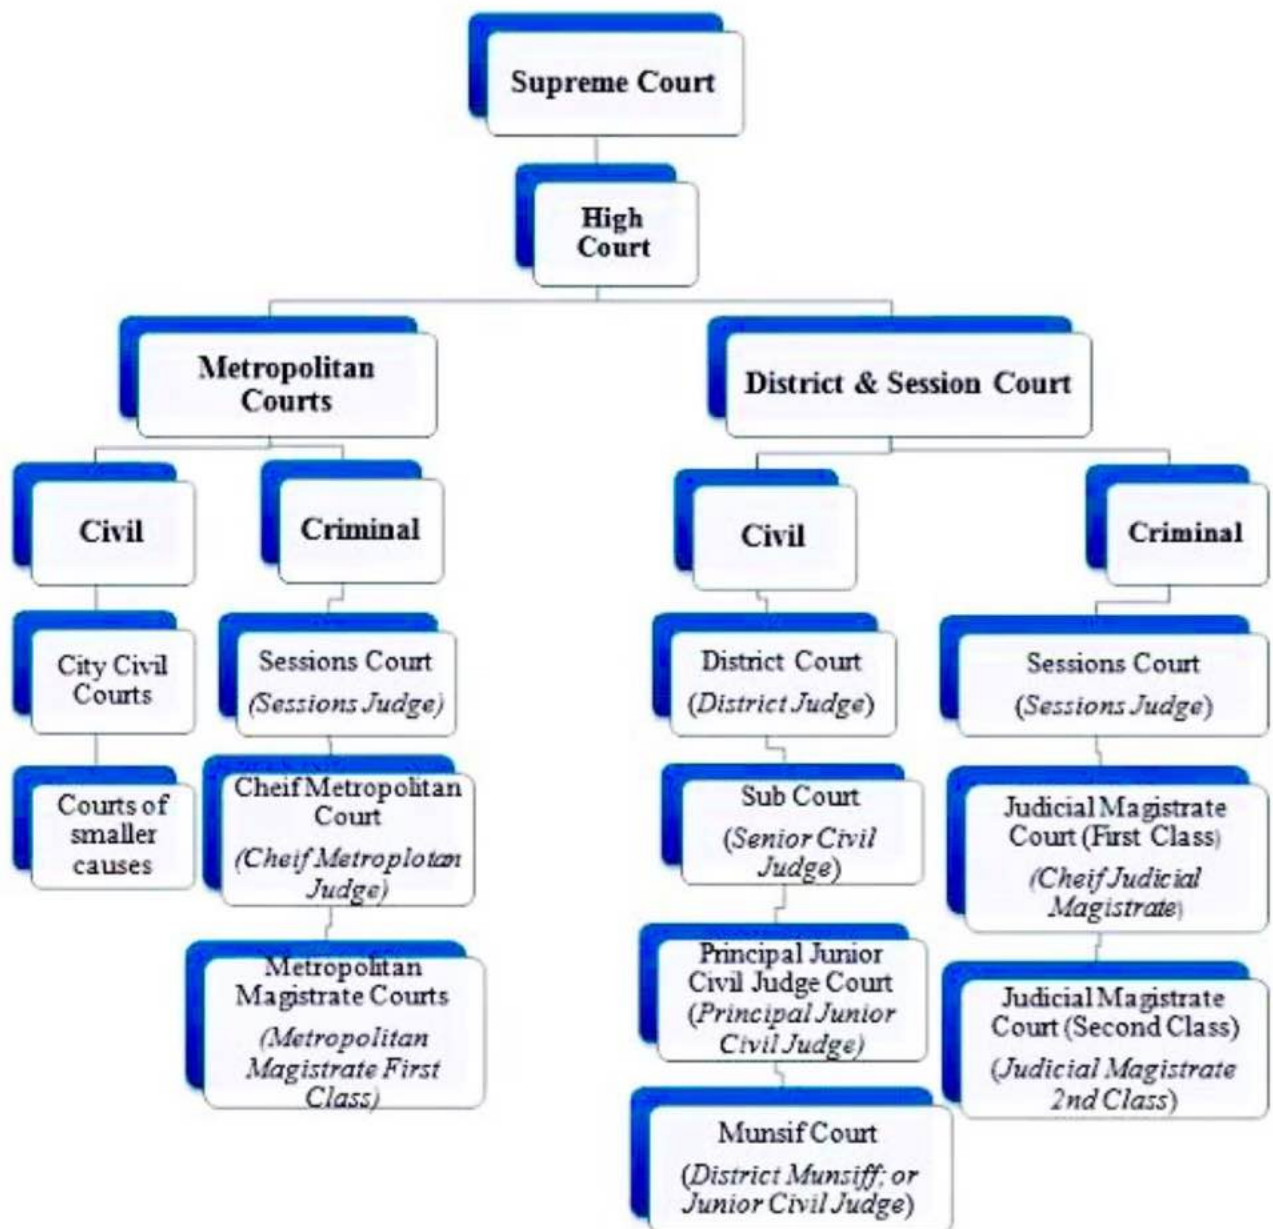 Supreme Court
High
Court
Metropolitan
Courts
District & Session Court
Civil
Criminal
Civil
Criminal
City Civil
Courts
Sessions Court
(Sessions Judge)
District Court
(District Judge)
Sessions Court
(Sessions Judge)
Courts of
smaller
causes
Cheif Metropolitan
Court
(Cheif Metroplotan
Judge)
Sub Court
(Senior Civil
Judge)
Judicial Magistrate
Court (First Class)
(Cheif Judicial
Magistrate)
Metropolitan
Magistrate Courts
(Metropolitan
Magistrate First
Class)
Principal Junior
Civil Judge Court
(Principal Junior
Civil Judge)
Judicial Magistrate
Court (Second Class)
(Judicial Magistrate
2nd Class)
Munsif Court
(District Munsiff; or
Junior Civil Judge)